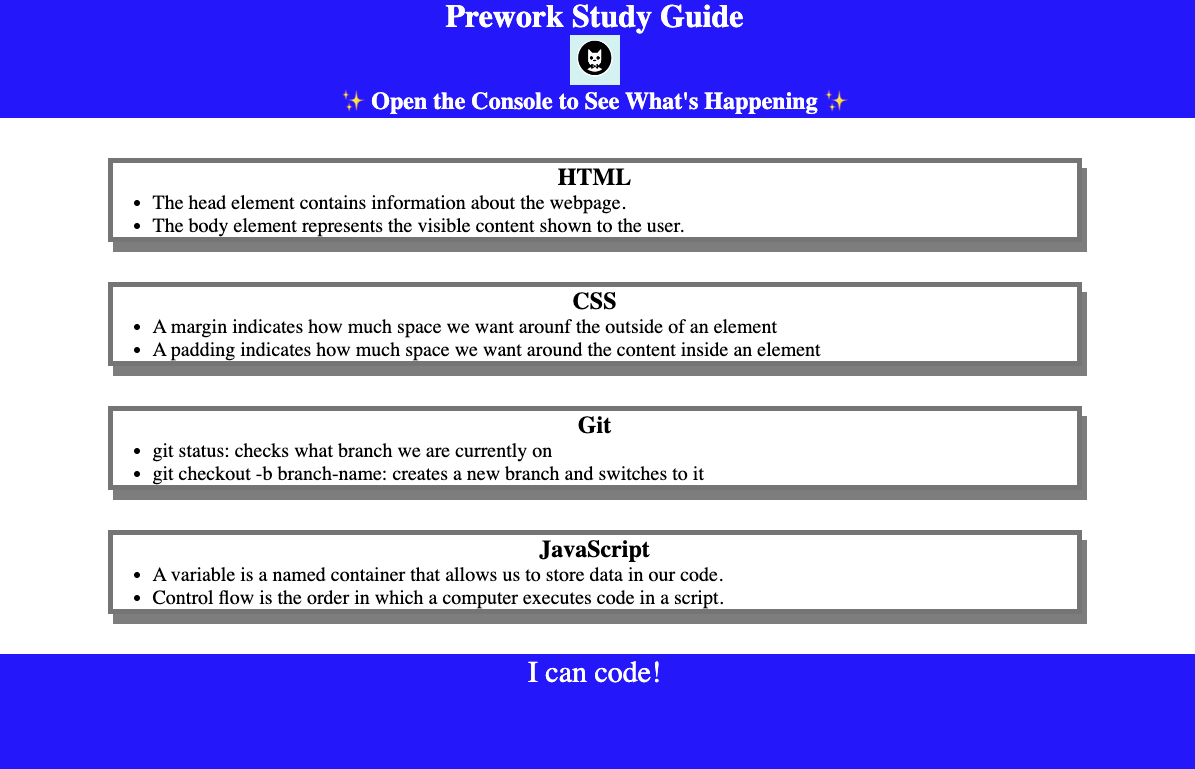 Prework Study Guide
✨ Open the Console to See What's Happening ✨
HTML
• The head element contains information about the webpage.
• The body element represents the visible content shown to the user.
CSS
• A margin indicates how much space we want arounf the outside of an element
• A padding indicates how much space we want around the content inside an element
Git
• git status: checks what branch we are currently on
• git checkout -b branch-name: creates a new branch and switches to it
JavaScript
• A variable is a named container that allows us to store data in our code.
• Control flow is the order in which a computer executes code in a script.
I can code!